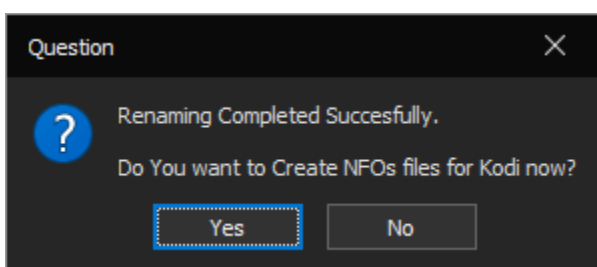 Question
Renaming Completed Succesfully.
?
Do You want to Create NFOs files for Kodi now?
Yes No